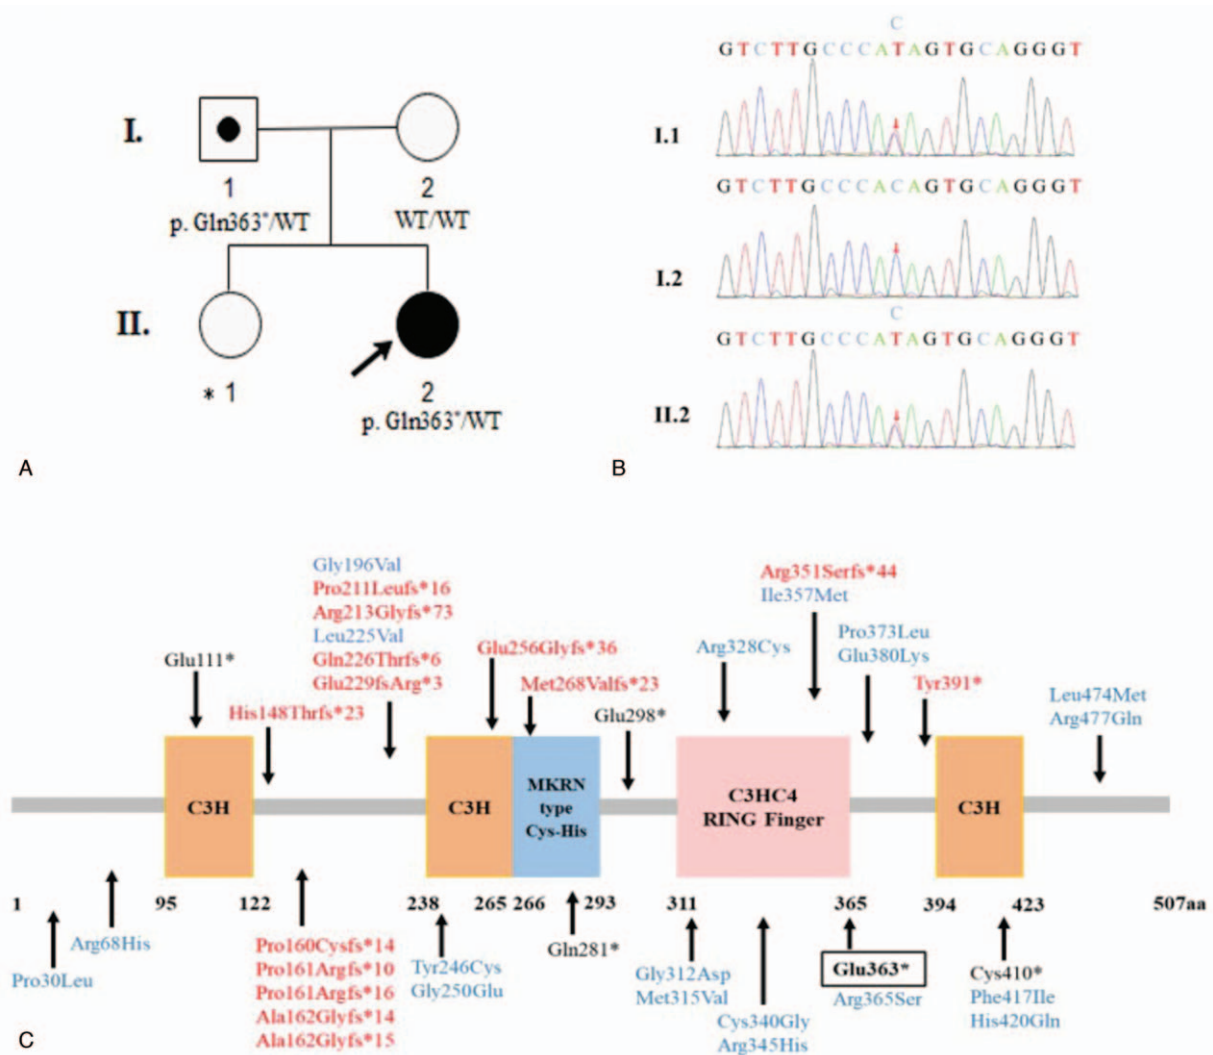 I.
1
2
p. Gln363*/WT
WT/WT
II.
* 1
2
p. Gln363*/WT
A
C
GTCTTGCCCATAGTGCAGGGT
I.1
GTCTTGCCCACAGTGCAGGGT
I.2
C
GTCTTGCCCATAGTGCAGGGT
II.2
B
Glu111*
His148Thrfs*23
Gly196Val
Pro211Leufs*16
Arg213Glyfs*73
Leu225Val
Gln226Thrfs*6
Glu229fsArg*3
Glu256Glyfs*36
Met268Valfs*23
Glu298*
Arg328Cys
Arg351Serfs*44
Ile357Met
Pro373Leu
Glu380Lys
Tyr391*
Leu474Met
Arg477Gln
C3H
C3H
MKRN
type
Cys-His
C3HC4
RING Finger
C3H
1
95
122
238
265
266
293
311
365
394
423
507aa
Pro30Leu
Arg68His
Pro160Cysfs*14
Pro161Argfs*10
Pro161Argfs*16
Ala162Glyfs*14
Ala162Glyfs*15
Tyr246Cys
Gly250Glu
Gln281*
Gly312Asp
Met315Val
Cys340Gly
Arg345His
Glu363*
Arg365Ser
Cys410*
Phe417Ile
His420Gln
C